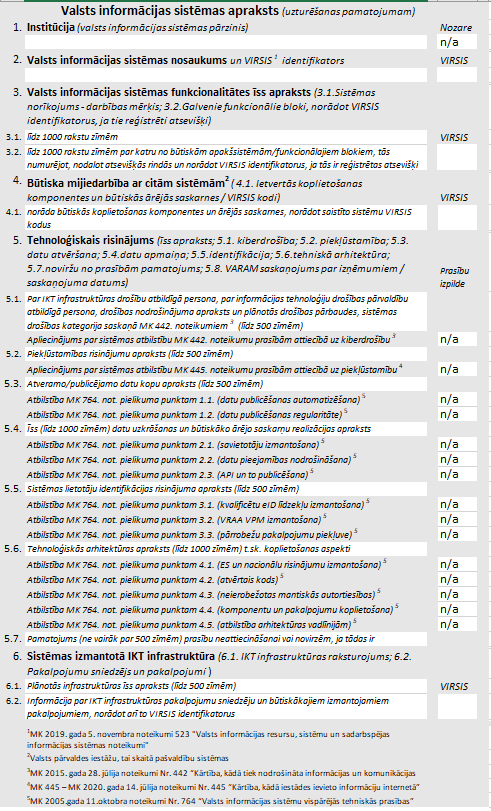 Valsts informācijas sistēmas apraksts (uzturēšanas pamatojumam)
1. Institūcija (valsts informācijas sistēmas pārzinis) Nozare
n/a
2. Valsts informācijas sistēmas nosaukums un VIRSIS 1 identifikators VIRSIS
3. Valsts informācijas sistēmas funkcionalitātes īss apraksts (3.1.Sistēmas
norīkojums - darbības mērķis; 3.2.Galvenie funkcionālie bloki, norādot VIRSIS
identifikatorus, ja tie reģistrēti atsevišķi)
3.1. līdz 1000 rakstu zīmēm VIRSIS
3.2. līdz 1000 rakstu zīmēm par katru no būtiskām apakšsistēmām/funkcionālajiem blokiem, tās
numurējot, nodalot atsevišķās rindās un norādot VIRSIS identifikatorus, ja tās ir reģistrētas atsevišķi
4. Būtiska mijiedarbība ar citām sistēmām2 ( 4.1. Ietvertās koplietošanas
komponentes un būtiskās ārējās saskarnes / VIRSIS kodi) VIRSIS
4.1. norāda būtiskās koplietošanas komponentes un ārējās saskarnes, norādot saistīto sistēmu VIRSIS
kodus
5. Tehnoloģiskais risinājums (īss apraksts; 5.1. kiberdrošība; 5.2. piekļūstamība; 5.3.
datu atvēršana; 5.4.datu apmaiņa; 5.5.identifikācija; 5.6.tehniskā arhitektūra;
5.7.noviržu no prasībām pamatojums; 5.8. VARAM saskaņojums par izņēmumiem /
saskaņojuma datums) Prasību
izpilde
5.1. Par IKT infrastruktūras drošību atbildīgā persona, par informācijas tehnoloģiju drošības pārvaldību
atbildīgā persona, drošības nodrošinājuma apraksts un plānotās drošības pārbaudes, sistēmas
drošības kategorija saskaņā MK 442. noteikumiem 3 (līdz 500 zīmēm)
Apliecinājums par sistēmas atbilstību MK 442. noteikumu prasībām attiecībā uz kiberdrošību 3 n/a
5.2. Piekļūstamības risinājumu apraksts (līdz 500 zīmēm)
Apliecinājums par sistēmas atbilstību MK 445. noteikumu prasībām attiecībā uz piekļūstamību 4 n/a
5.3. Atveramo/publicējamo datu kopu apraksts (līdz 500 zīmēm)
Atbilstība MK 764. not. pielikuma punktam 1.1. (datu publicēšanas automatizēšana) 5 n/a
Atbilstība MK 764. not. pielikuma punktam 1.2. (datu publicēšanas regularitāte) 5 n/a
5.4. Īss (līdz 1000 zīmēm) datu uzkrāšanas un būtiskāko ārējo saskarņu realizācijas apraksts
Atbilstība MK 764. not. pielikuma punktam 2.1. (savietotāju izmantošana) 5 n/a
Atbilstība MK 764. not. pielikuma punktam 2.2. (datu pieejamības nodrošināšana) 5 n/a
Atbilstība MK 764. not. pielikuma punktam 2.3. (API un to publicēšana) 5 n/a
5.5. Sistēmas lietotāju identifikācijas risinājuma apraksts (līdz 500 zīmēm)
Atbilstība MK 764. not. pielikuma punktam 3.1. (kvalificētu eID līdzekļu izmantošana) 5 n/a
Atbilstība MK 764. not. pielikuma punktam 3.2. (VRAA VPM izmantošana) 5 n/a
Atbilstība MK 764. not. pielikuma punktam 3.3. (pārrobežu pakalpojumu piekļuve) 5 n/a
5.6. Tehnoloģiskās arhitektūras apraksts (līdz 1000 zīmēm) t.sk. koplietošanas aspekti
Atbilstība MK 764. not. pielikuma punktam 4.1. (ES un nacionālu risinājumu izmantošana) 5 n/a
Atbilstība MK 764. not. pielikuma punktam 4.2. (atvērtais kods) 5 n/a
Atbilstība MK 764. not. pielikuma punktam 4.3. (neierobežotas mantiskās autortiesības) 5 n/a
Atbilstība MK 764. not. pielikuma punktam 4.4. (komponentu un pakalpojumu koplietošana) 5 n/a
Atbilstība MK 764. not. pielikuma punktam 4.5. (atbilstība arhitektūras vadlīnijām) 5 n/a
5.7. Pamatojums (ne vairāk par 500 zīmēm) prasību neattiecināšanai vai novirzēm, ja tādas ir
6. Sistēmas izmantotā IKT infrastruktūra (6.1. IKT infrastruktūras raksturojums; 6.2.
Pakalpojumu sniedzējs un pakalpojumi )
6.1. Plānotās infrastruktūras īss apraksts (līdz 500 zīmēm) VIRSIS
6.2. Informācija par IKT infrastruktūras pakalpojumu sniedzēju un būtiskākajiem izmantojamiem
pakalpojumiem, norādot arī to VIRSIS identifikatorus
1MK 2019. gada 5. novembra noteikumi 523 "Valsts informācijas resursu, sistēmu un sadarbspējas
informācijas sistēmas noteikumi"
2Valsts pārvaldes iestāžu, tai skaitā pašvaldību sistēmas
3MK 2015. gada 28. jūlija noteikumi Nr. 442 "Kārtība, kādā tiek nodrošināta informācijas un komunikācijas
4MK 445 – MK 2020. gada 14. jūlija noteikumi Nr. 445 "Kārtība, kādā iestādes ievieto informāciju internetā"
5MK 2005.gada 11.oktobra noteikumi Nr. 764 "Valsts informācijas sistēmu vispārējās tehniskās prasības"